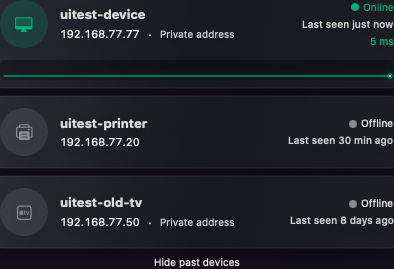 uitest-device
Online
192.168.77.77 · Private address
Last seen just now
5 ms
uitest-printer
Offline
192.168.77.20
Last seen 30 min ago
tv
uitest-old-tv
Offline
192.168.77.50 · Private address
Last seen 8 days ago
Hide past devices